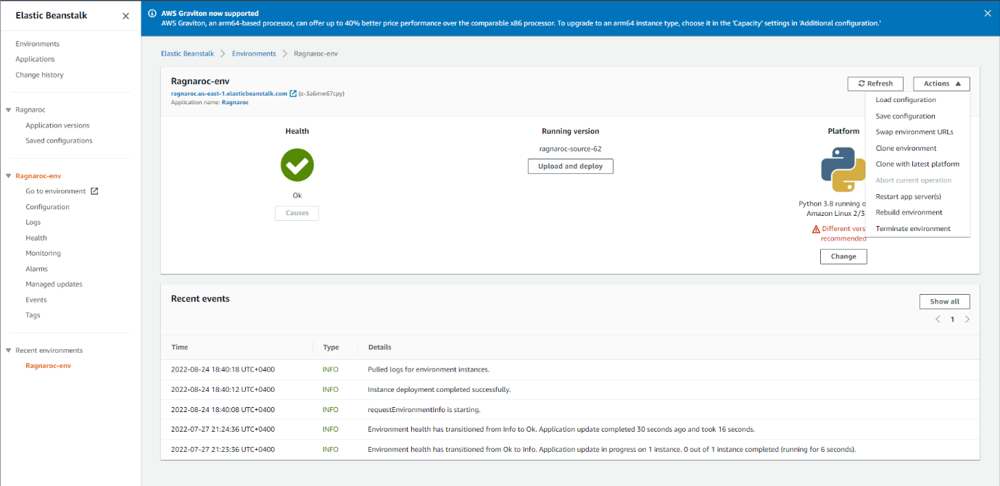 Elastic Beanstalk
AWS Graviton now supported
AWS Graviton, an arm64-based processor, can offer up to 40% better price performance over the comparable x86 processor. To upgrade to an arm64 instance type, choose it in the 'Capacity' settings in 'Additional configuration.'
Environments
Applications
Change history
Ragnaroc
Application versions
Saved configurations
Ragnaroc-env
Go to environment
Configuration
Logs
Health
Monitoring
Alarms
Managed updates
Events
Tags
Recent environments
Ragnaroc-env
Elastic Beanstalk > Environments > Ragnaroc-env
Ragnaroc-env
ragnaroc.us-east-1.elasticbeanstalk.com (e-3a6mw67cpy)
Application name: Ragnaroc
Refresh
Actions
Load configuration
Save configuration
Swap environment URLs
Clone environment
Clone with latest platform
Abort current operation
Restart app server(s)
Rebuild environment
Terminate environment
Health
Ok
Causes
Running version
ragnaroc-source-62
Upload and deploy
Platform
Python 3.8 running o
Amazon Linux 2/3
Different vers
recommended
Change
Recent events
Show all
1
Time Type Details
2022-08-24 18:40:18 UTC+0400 INFO Pulled logs for environment instances.
2022-08-24 18:40:12 UTC+0400 INFO Instance deployment completed successfully.
2022-08-24 18:40:08 UTC+0400 INFO requestEnvironmentInfo is starting.
2022-07-27 21:24:36 UTC+0400 INFO Environment health has transitioned from Info to Ok. Application update completed 30 seconds ago and took 16 seconds.
2022-07-27 21:23:36 UTC+0400 INFO Environment health has transitioned from Ok to Info. Application update in progress on 1 instance. 0 out of 1 instance completed (running for 6 seconds).